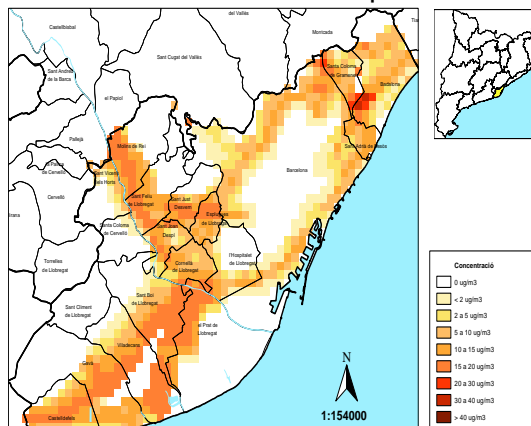 Castellbisbal
del Vallès
Montcada
Tia
Sant Cugat del Vallès
Santa Coloma
de Gramenet
Sant Andreu
de la Barca
Badalona
el Papiol
Pallejà
Molins de Rei
Sant Adrià de Besòs
la Palma
de Cervelló
Sant Vicenç
dels Horts
Barcelona
Cervelló
Sant Feliu
de Llobregat
Sant Just
Desvern
Esplugues
de Llobregat
Santa Coloma
de Cervelló
Sant Joan
Despí
l'Hospitalet
de Llobregat
Torrelles
de Llobregat
Cornellà
de Llobregat
Sant Boi
de Llobregat
Sant Climent
de Llobregat
el Prat de
Llobregat
Viladecans
Gavà
Castelldefels
N
1:154000
Concentració
0 ug/m3
< 2 ug/m3
2 a 5 ug/m3
5 a 10 ug/m3
10 a 15 ug/m3
15 a 20 ug/m3
20 a 30 ug/m3
30 a 40 ug/m3
> 40 ug/m3